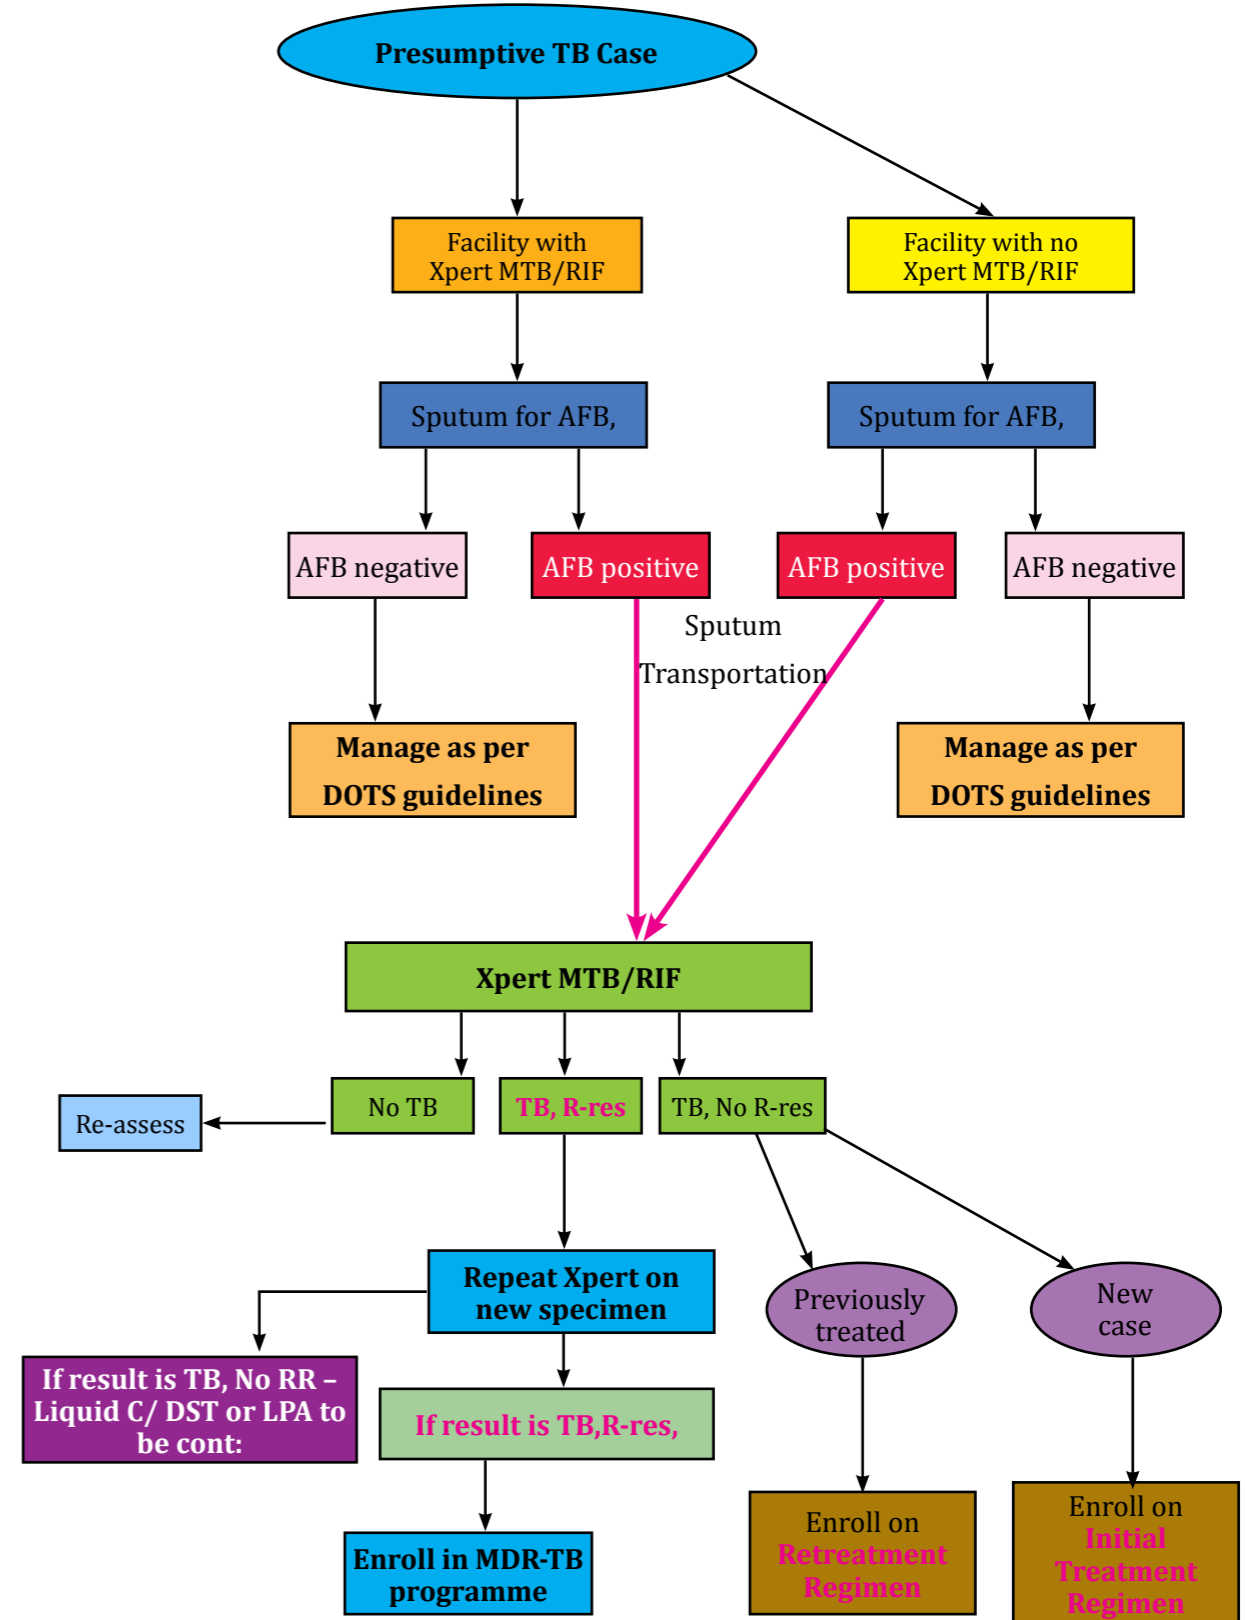 Presumptive TB Case
Facility with
Xpert MTB/RIF
Facility with no
Xpert MTB/RIF
Sputum for AFB,
Sputum for AFB,
AFB negative
AFB positive
AFB positive
AFB negative
Sputum
Transportation
Manage as per
DOTS guidelines
Manage as per
DOTS guidelines
Xpert MTB/RIF
No TB
TB, R-res
TB, No R-res
Re-assess
Repeat Xpert on
new specimen
Previously
treated
New
case
If result is TB, No RR –
Liquid C/ DST or LPA to
be cont:
If result is TB,R-res,
Enroll in MDR-TB
programme
Enroll on
Retreatment
Regimen
Enroll on
Initial
Treatment
Regimen